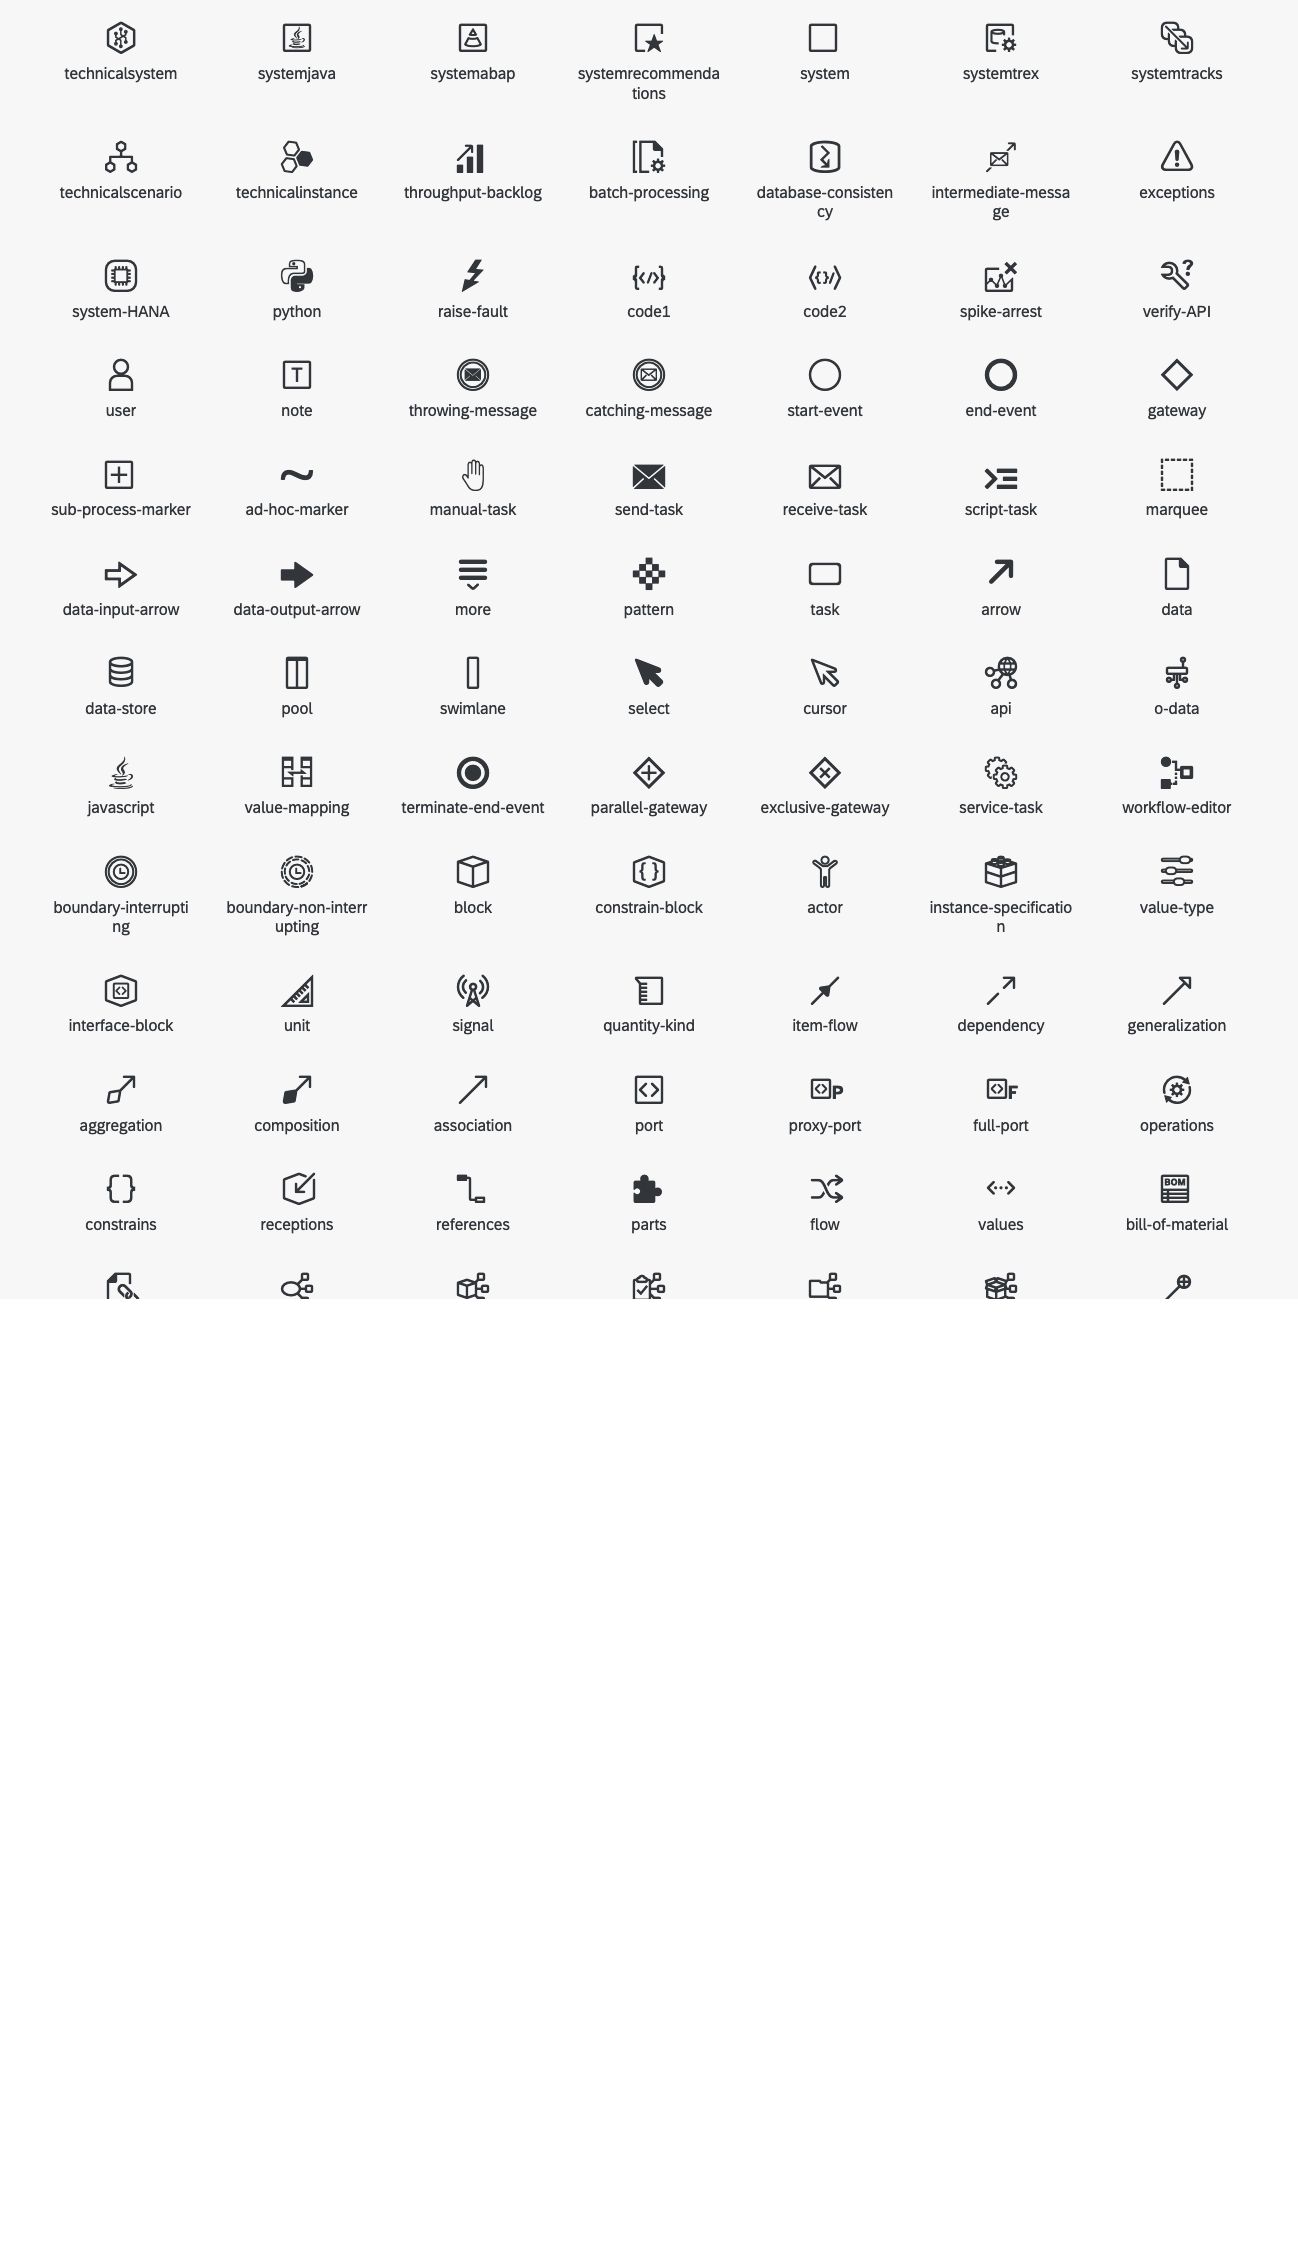 technicalsystem systemjava systemabap systemrecommenda system systemtrex systemtracks
tions
technicalscenario technicalinstance throughput-backlog batch-processing database-consisten intermediate-messa exceptions
cy ge
system-HANA python raise-fault code1 code2 spike-arrest verify-API
T
user note throwing-message catching-message start-event end-event gateway
sub-process-marker ad-hoc-marker manual-task send-task receive-task script-task marquee
data-input-arrow data-output-arrow more pattern task arrow data
data-store pool swimlane select cursor api o-data
javascript value-mapping terminate-end-event parallel-gateway exclusive-gateway service-task workflow-editor
boundary-interrupti boundary-non-interr block constrain-block actor instance-specificatio value-type
ng upting n
interface-block unit signal quantity-kind item-flow dependency generalization
P F
aggregation composition association port proxy-port full-port operations
BOM
constrains receptions references parts flow values bill-of-material